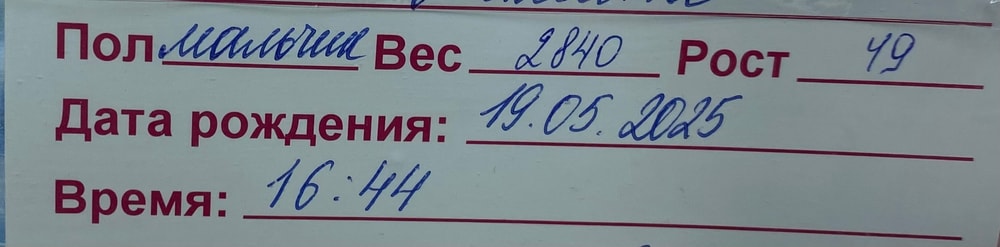 Пол мальчик Вес 2840 Рост 49
Дата рождения: 19.05.2025
Время: 16:44